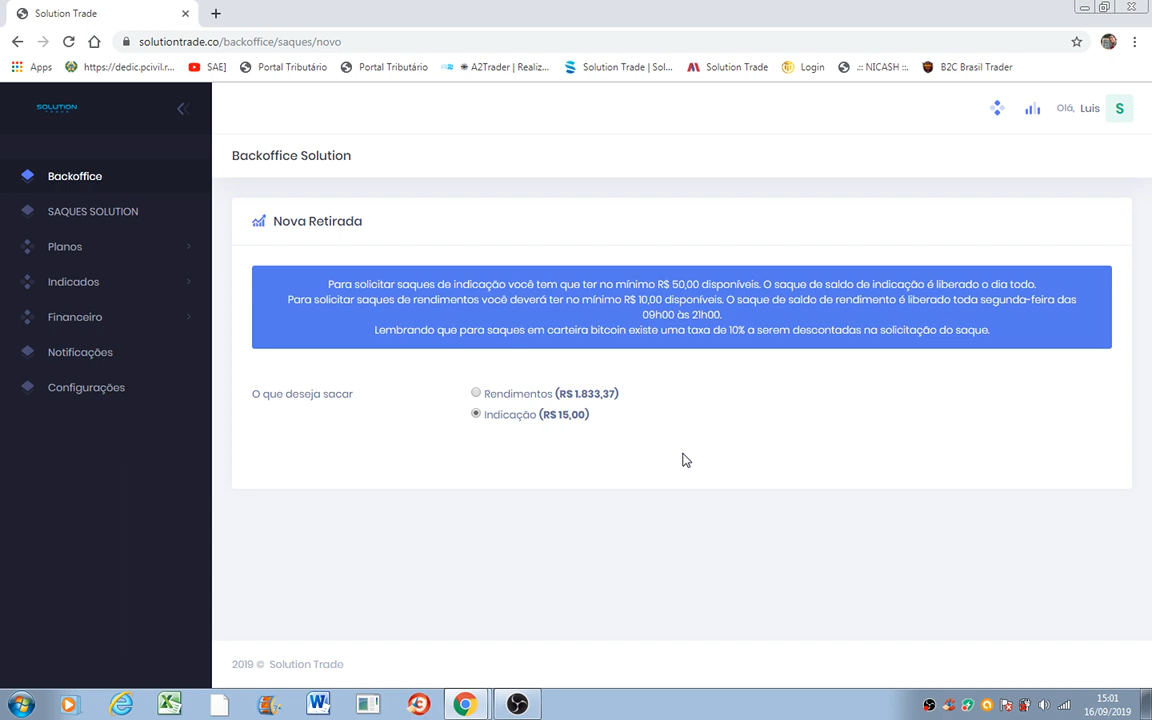 Solution Trade
solutiontrade.co/backoffice/saques/novo
Apps
https://dedic.pcivil.r...
SAE]
Portal Tributário
Portal Tributário
A2Trader | Realiz...
Solution Trade | Sol...
Solution Trade
Login
.:: NICASH ::.
B2C Brasil Trader
SOLUTION
TRADE
Olá, Luis
S
Backoffice Solution
Backoffice
SAQUES SOLUTION
Planos
Indicados
Financeiro
Notificações
Configurações
Nova Retirada
Para solicitar saques de indicação você tem que ter no mínimo R$ 50,00 disponíveis. O saque de saldo de indicação é liberado o dia todo.
Para solicitar saques de rendimentos você deverá ter no mínimo R$ 10,00 disponíveis. O saque de saldo de rendimento é liberado toda segunda-feira das
09h00 às 21h00.
Lembrando que para saques em carteira bitcoin existe uma taxa de 10% a serem descontadas na solicitação do saque.
O que deseja sacar
Rendimentos (R$ 1.833,37)
Indicação (R$ 15,00)
2019 © Solution Trade
15:01
16/09/2019